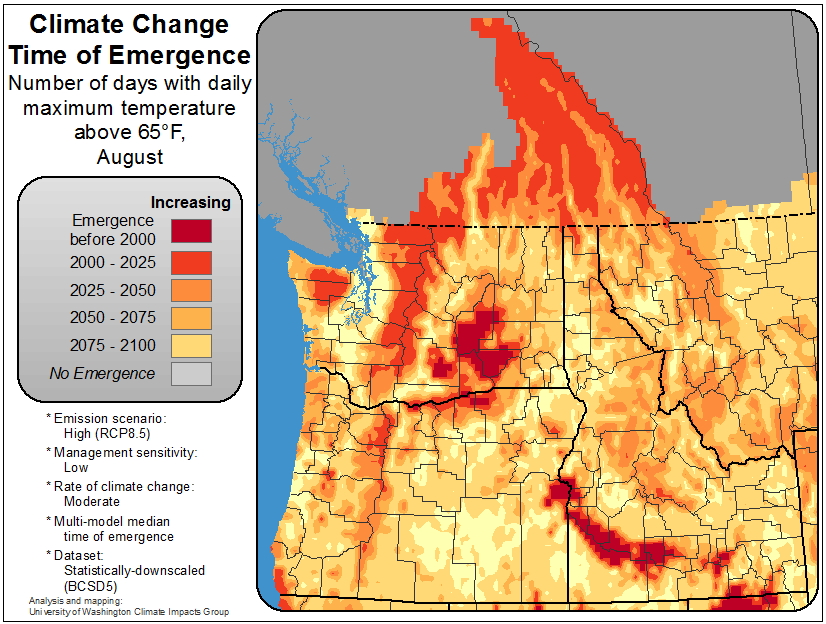 Climate Change
Time of Emergence
Number of days with daily
maximum temperature
above 65°F,
August
Increasing
Emergence
before 2000
2000 - 2025
2025 - 2050
2050 - 2075
2075 - 2100
No Emergence
* Emission scenario:
High (RCP8.5)
* Management sensitivity:
Low
* Rate of climate change:
Moderate
* Multi-model median
time of emergence
* Dataset:
Statistically-downscaled
(BCSD5)
Analysis and mapping:
University of Washington Climate Impacts Group